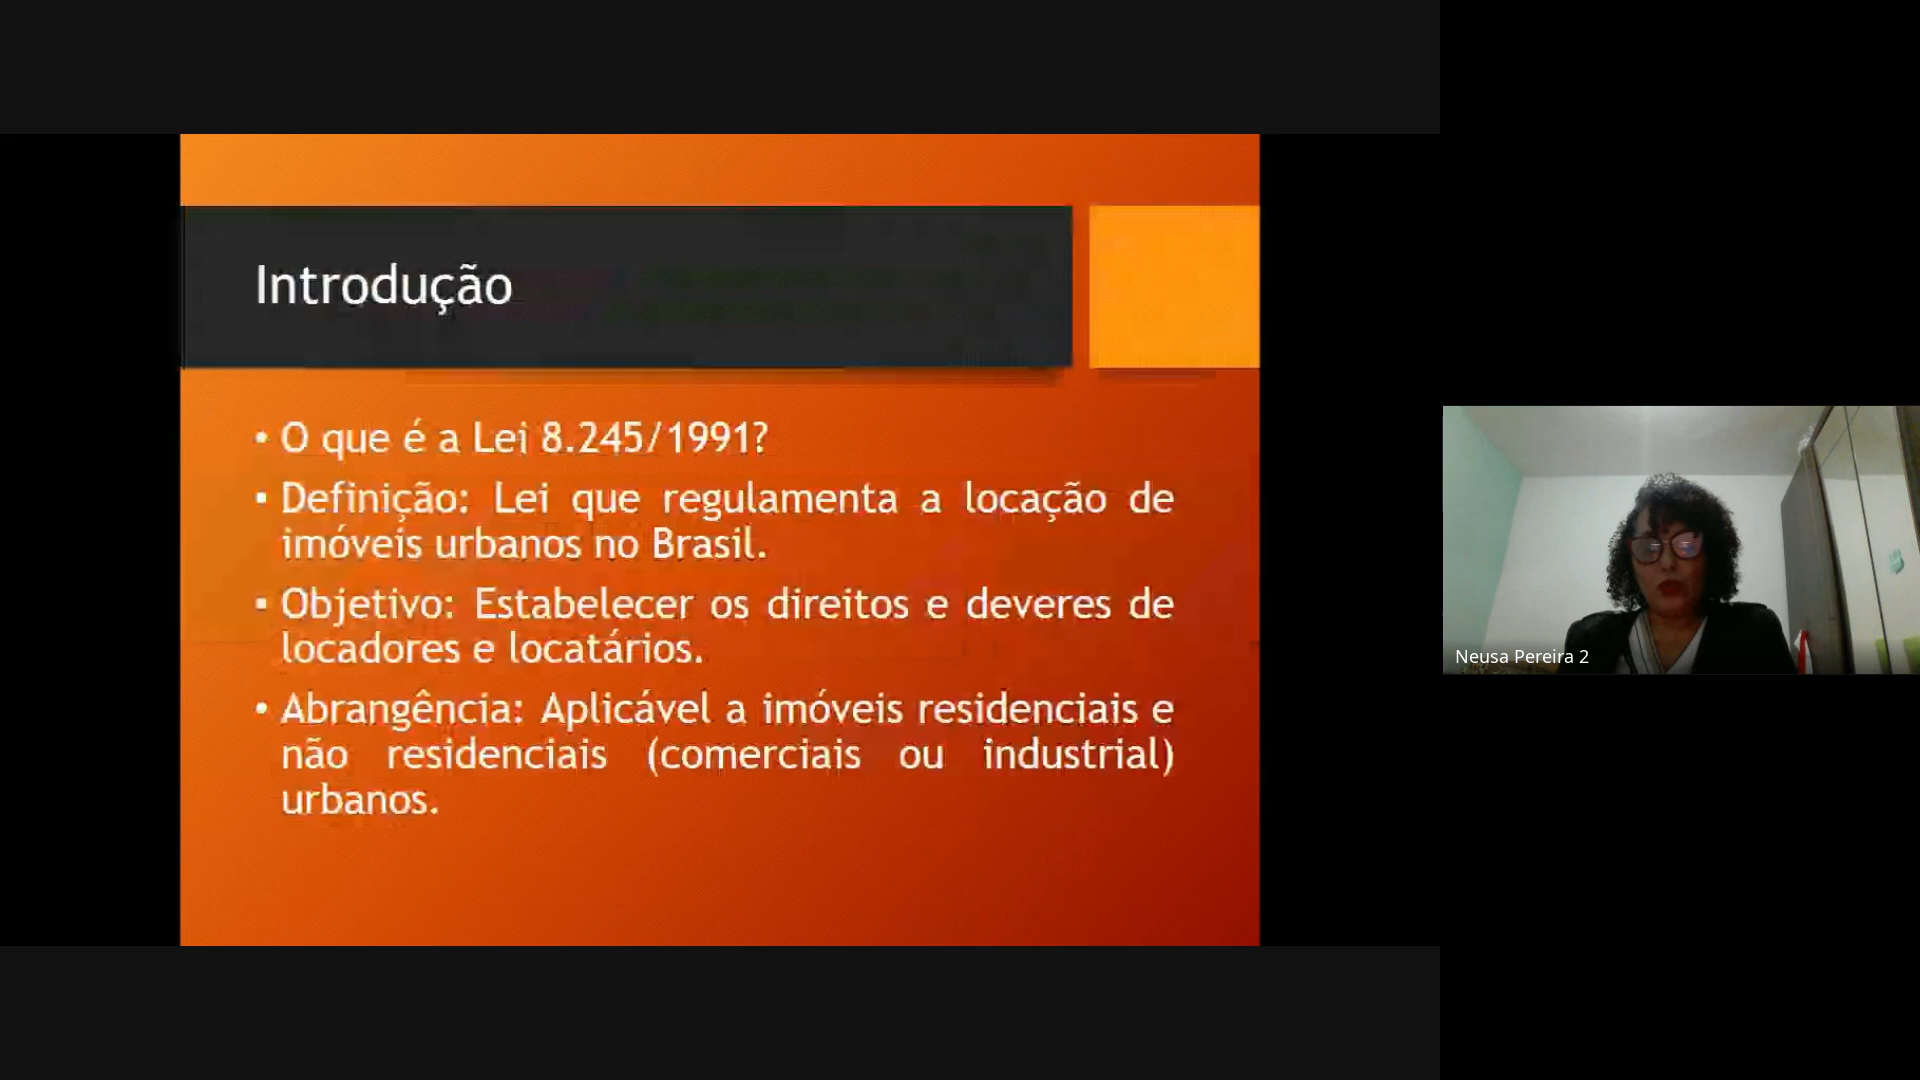 Introdução
• O que é a Lei 8.245/1991?
▪ Definição: Lei que regulamenta a locação de
imóveis urbanos no Brasil.
▪ Objetivo: Estabelecer os direitos e deveres de
locadores e locatários.
• Abrangência: Aplicável a imóveis residenciais e
não residenciais (comerciais ou industrial)
urbanos.
Neusa Pereira 2